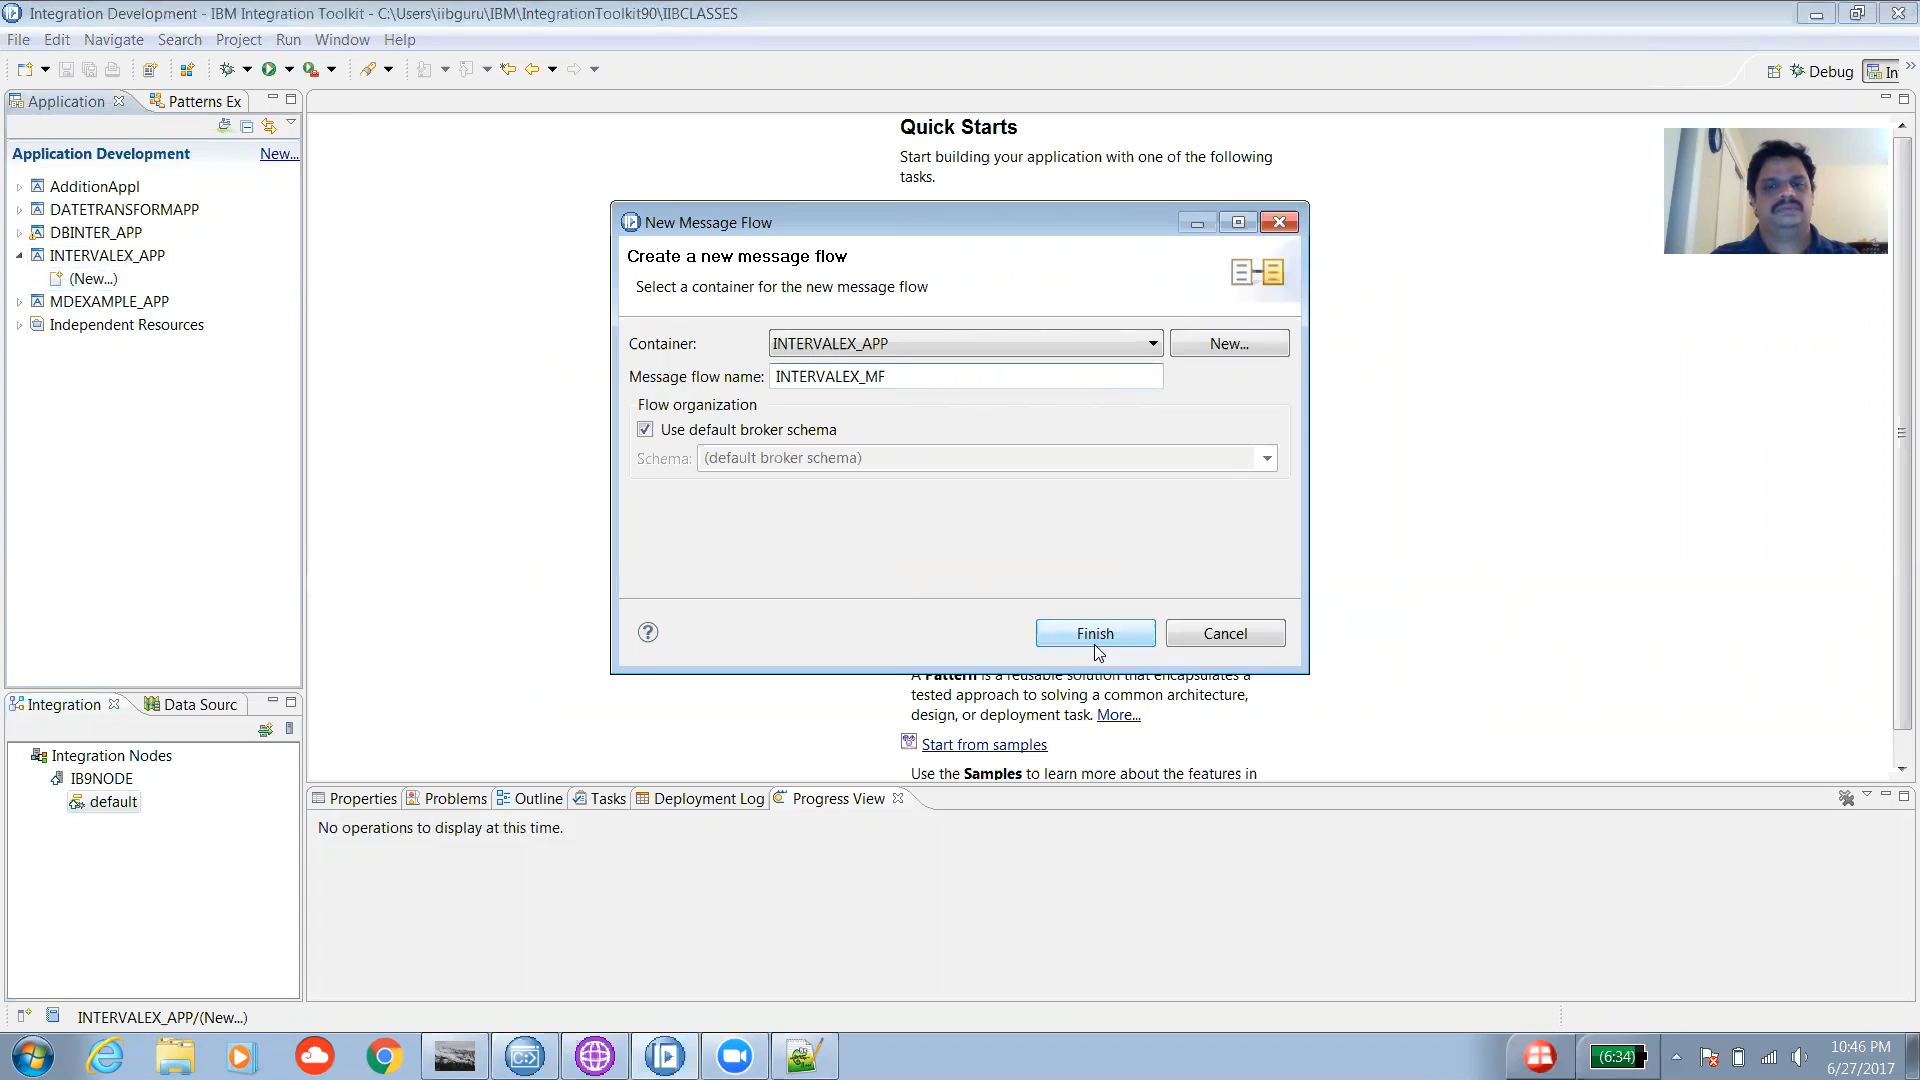 Integration Development - IBM Integration Toolkit - C:\Users\iibguru\IBM\IntegrationToolkit90\IIBCLASSES
File Edit Navigate Search Project Run Window Help
Debug In
Application Patterns Ex
Application Development New...
AdditionAppl
DATETRANSFORMAPP
DBINTER_APP
INTERVALEX_APP
(New...)
MDEXAMPLE_APP
Independent Resources
Quick Starts
Start building your application with one of the following
tasks.
New Message Flow
Create a new message flow
Select a container for the new message flow
Container: INTERVALEX_APP New...
Message flow name: INTERVALEX_MF
Flow organization
Use default broker schema
Schema: (default broker schema)
Finish Cancel
A Pattern is a reusable solution that encapsulates a
tested approach to solving a common architecture,
design, or deployment task. More...
Start from samples
Use the Samples to learn more about the features in
Integration Data Sourc
Integration Nodes
IB9NODE
default
Properties Problems Outline Tasks Deployment Log Progress View
No operations to display at this time.
INTERVALEX_APP/(New...)
(6:34)
10:46 PM
6/27/2017